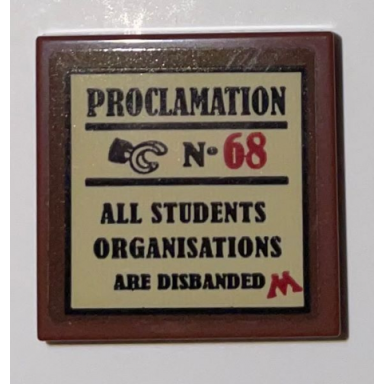 PROCLAMATION
Nº 68
ALL STUDENTS
ORGANISATIONS
ARE DISBANDED M